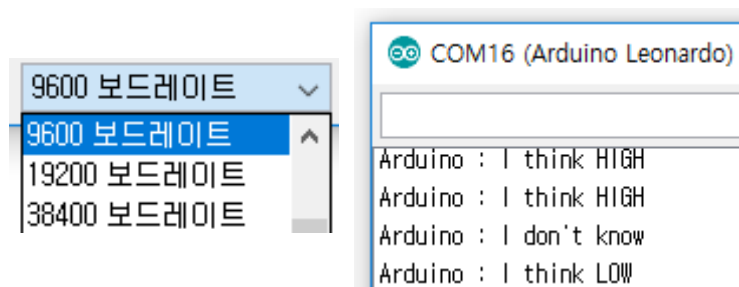 9600 보드레이트
9600 보드레이트
19200 보드레이트
38400 보드레이트
COM16 (Arduino Leonardo)
Arduino : I think HIGH
Arduino : I think HIGH
Arduino : I don't know
Arduino : I think LOW